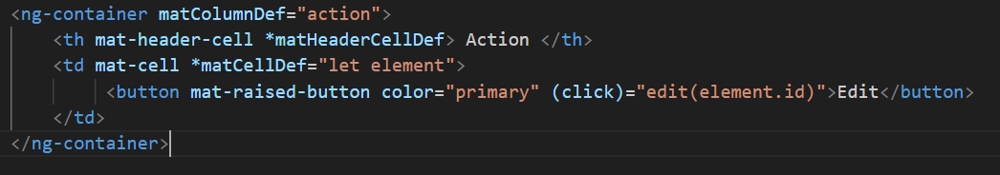 <ng-container matColumnDef="action">
<th mat-header-cell *matHeaderCellDef> Action </th>
<td mat-cell *matCellDef="let element">
<button mat-raised-button color="primary" (click)="edit(element.id)">Edit</button>
</td>
</ng-container>